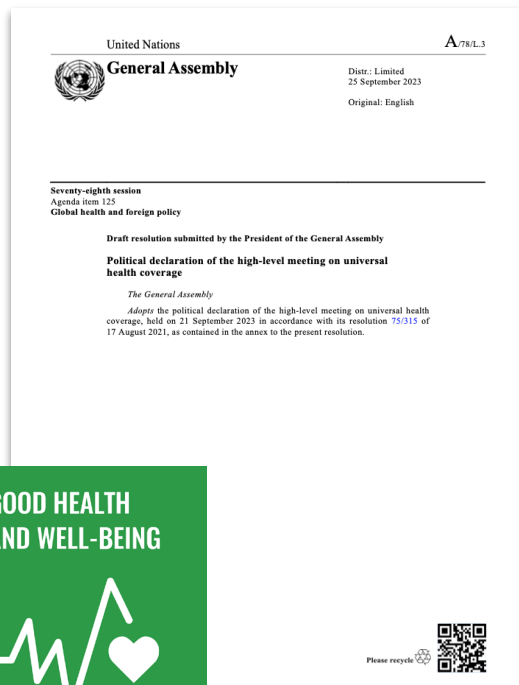 United Nations
A/78/L.3
General Assembly
Distr.: Limited
25 September 2023
Original: English
Seventy-eighth session
Agenda item 125
Global health and foreign policy
Draft resolution submitted by the President of the General Assembly
Political declaration of the high-level meeting on universal
health coverage
The General Assembly
Adopts the political declaration of the high-level meeting on universal health
coverage, held on 21 September 2023 in accordance with its resolution 75/315 of
17 August 2021, as contained in the annex to the present resolution.
GOOD HEALTH
AND WELL-BEING
Please recycle